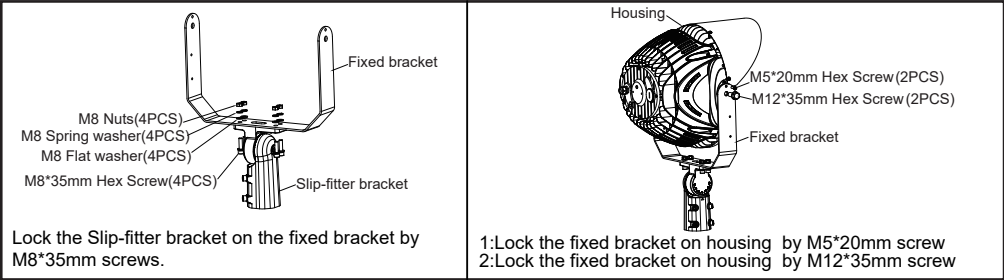 Fixed bracket
M8 Nuts(4PCS)
M8 Spring washer(4PCS)
M8 Flat washer(4PCS)
M8*35mm Hex Screw(4PCS)
Slip-fitter bracket
Lock the Slip-fitter bracket on the fixed bracket by
M8*35mm screws.
Housing
M5*20mm Hex Screw(2PCS)
M12*35mm Hex Screw(2PCS)
Fixed bracket
1:Lock the fixed bracket on housing by M5*20mm screw
2:Lock the fixed bracket on housing by M12*35mm screw